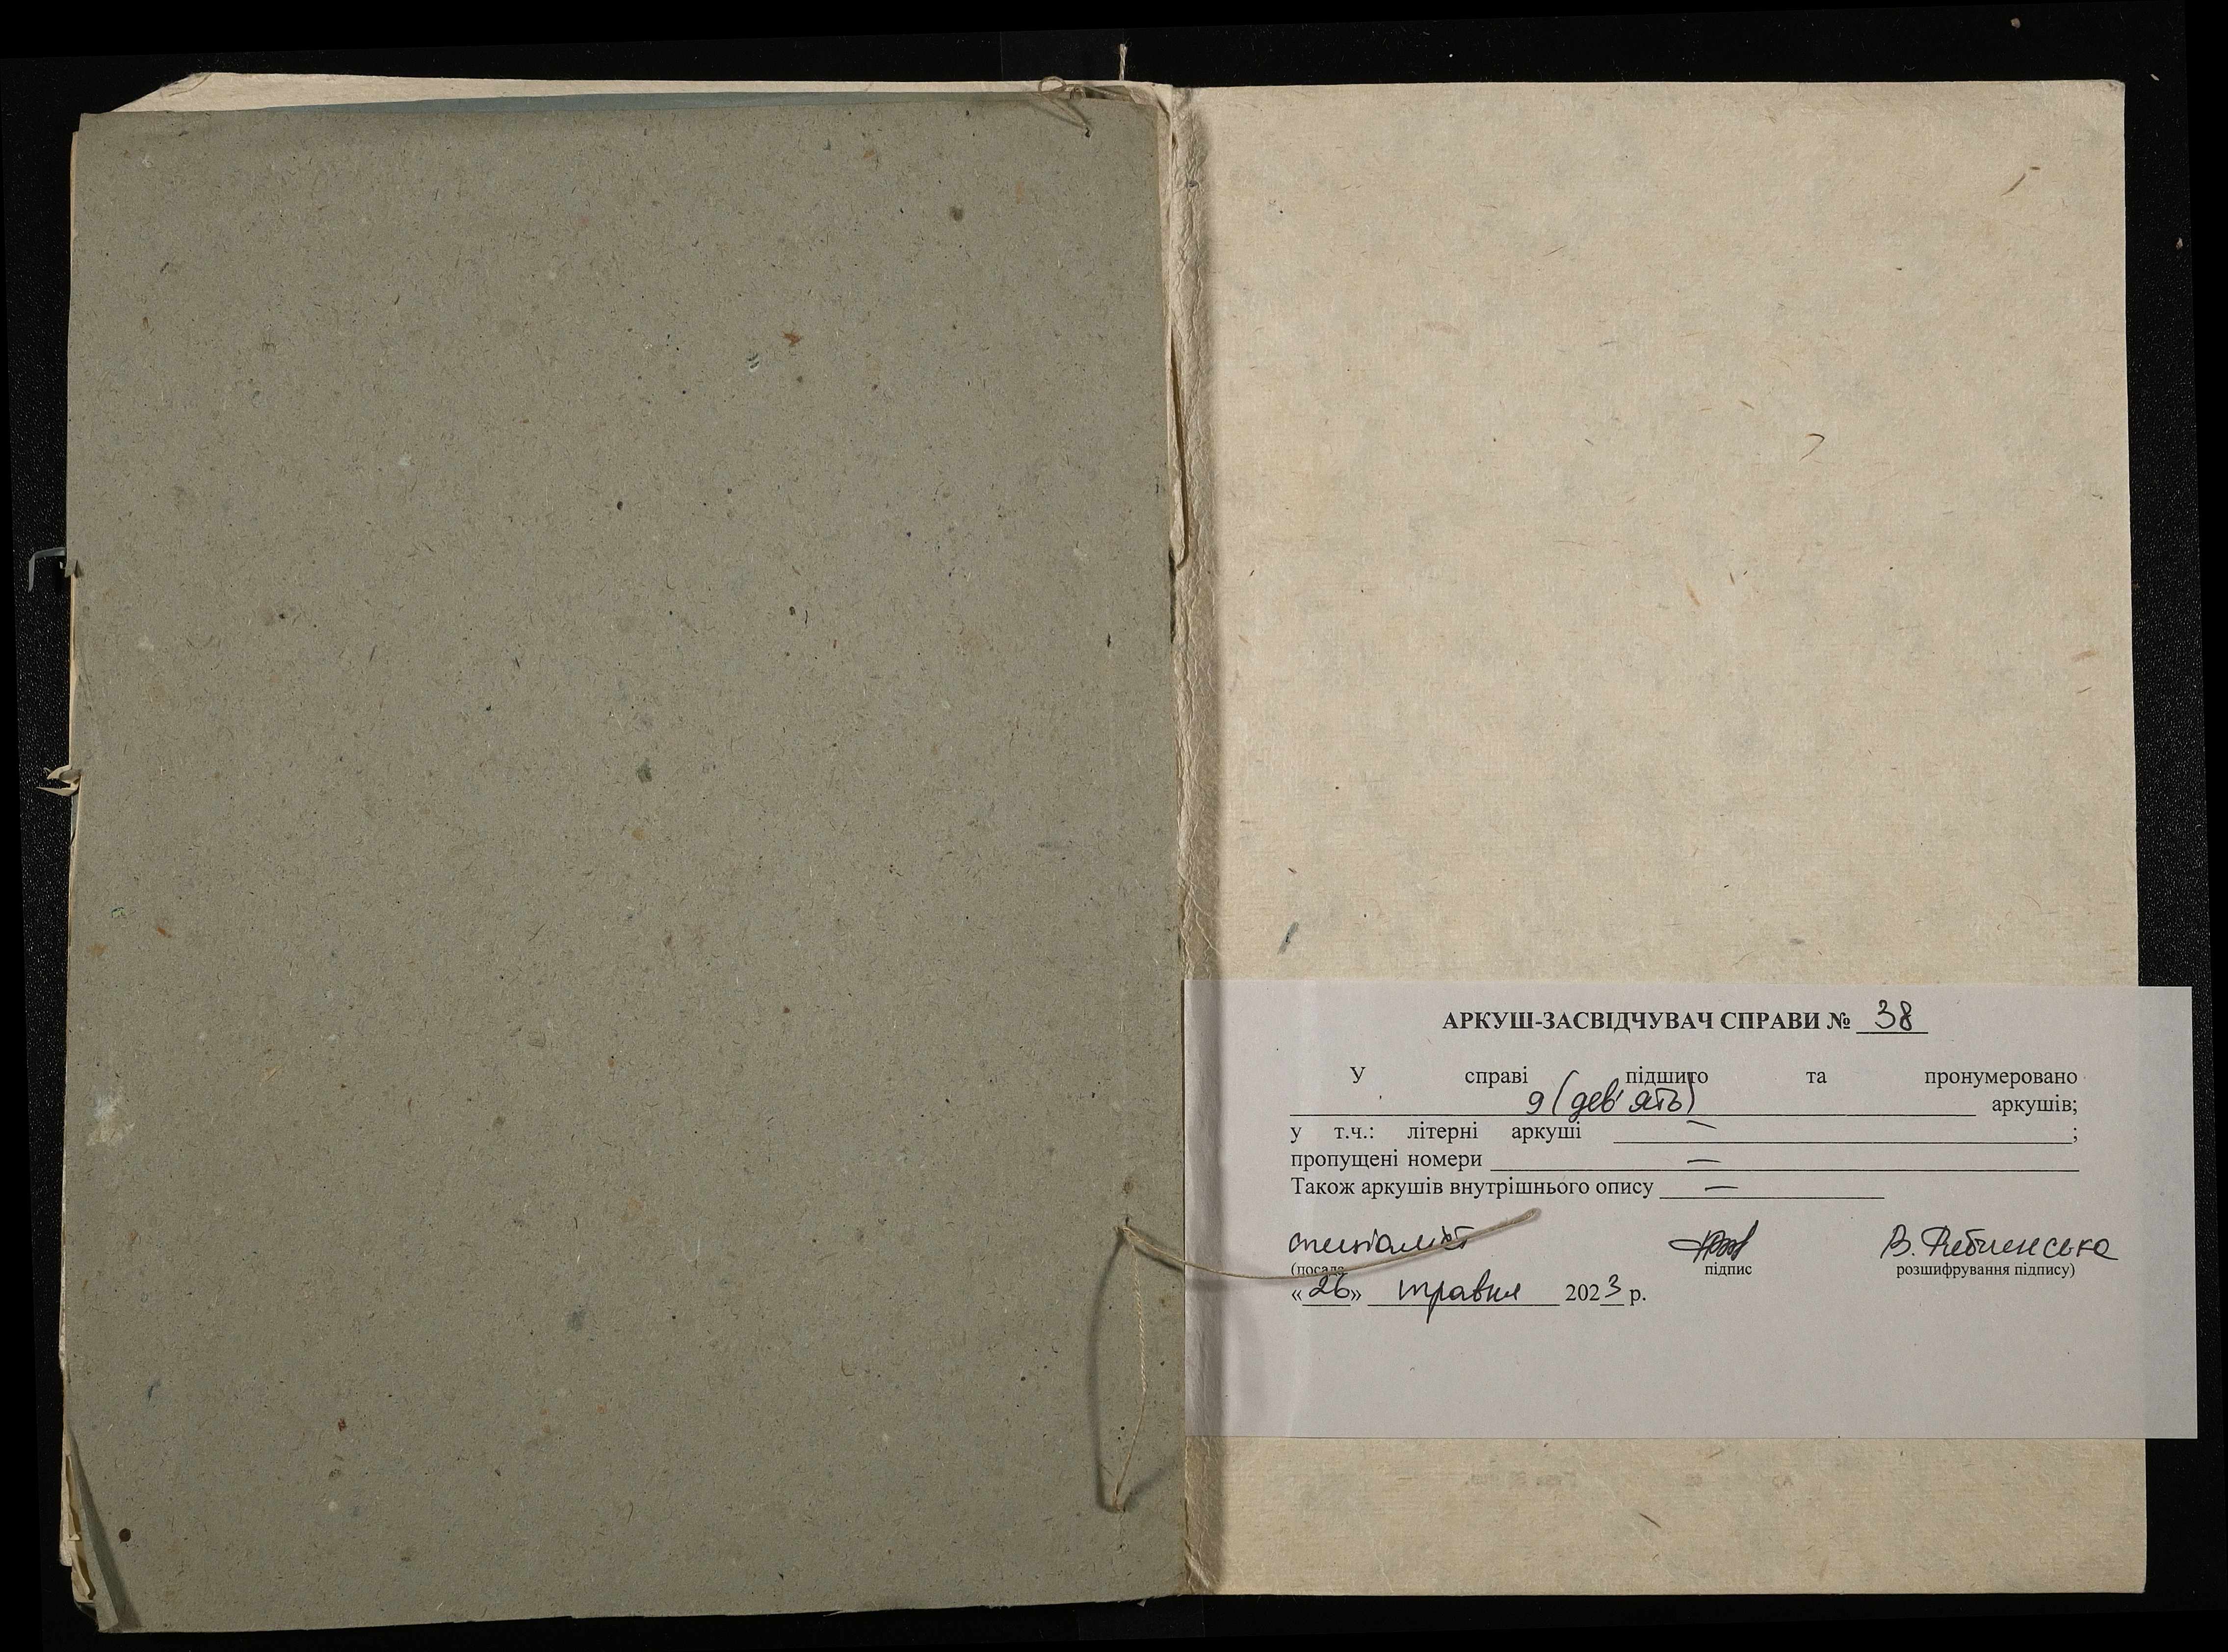 АРКУШ-ЗАСВІДЧУВАЧ СПРАВИ № 38
У справі підшито та пронумеровано
9 (дев'ять) аркушів;
у т.ч.: літерні аркуші — ;
пропущені номери —
Також аркушів внутрішнього опису —
спеціаліст В.
(посада підпис розшифрування підпису)
«26» травня 2023 р.